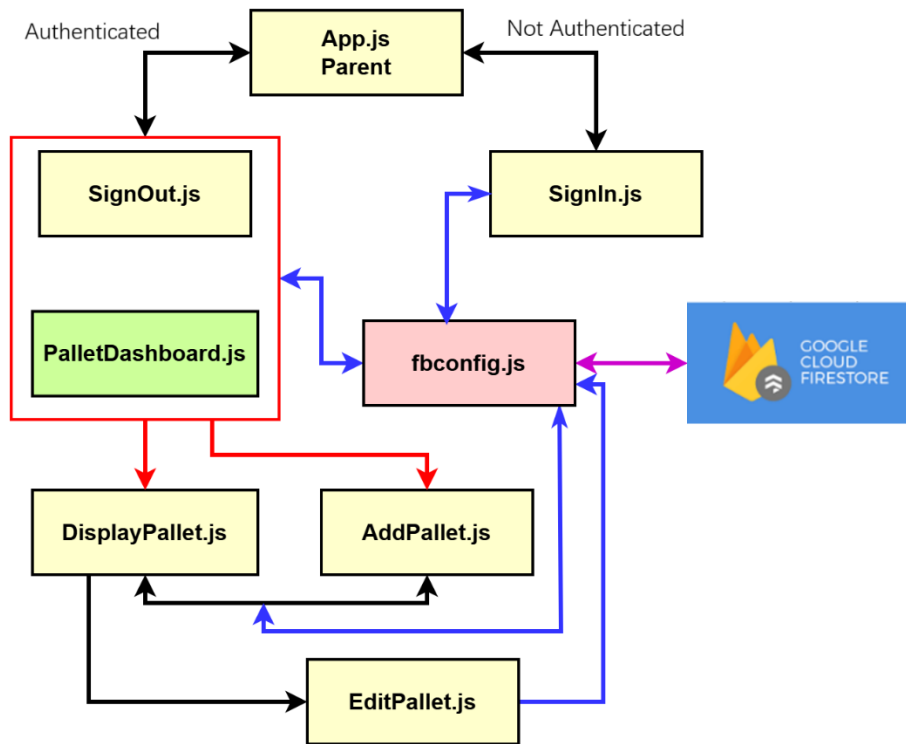 Authenticated
App.js
Parent
Not Authenticated
SignOut.js
SignIn.js
PalletDashboard.js
fbconfig.js
GOOGLE
CLOUD
FIRESTORE
DisplayPallet.js
AddPallet.js
EditPallet.js